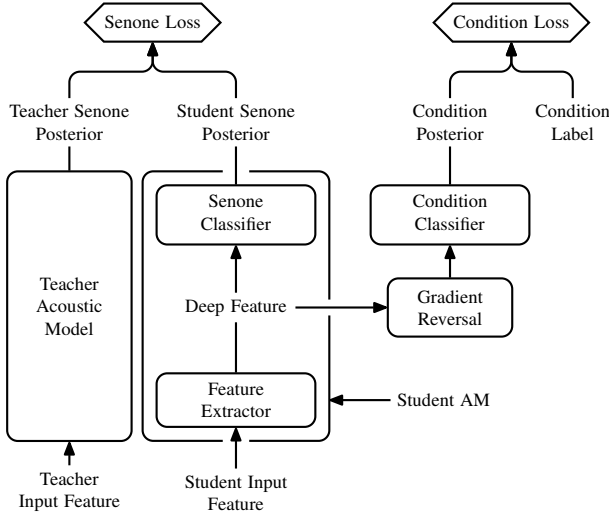 Senone Loss
Condition Loss
Teacher Senone
Posterior
Student Senone
Posterior
Condition
Posterior
Condition
Label
Senone
Classifier
Condition
Classifier
Teacher
Acoustic
Model
Deep Feature
Gradient
Reversal
Feature
Extractor
Student AM
Teacher
Input Feature
Student Input
Feature